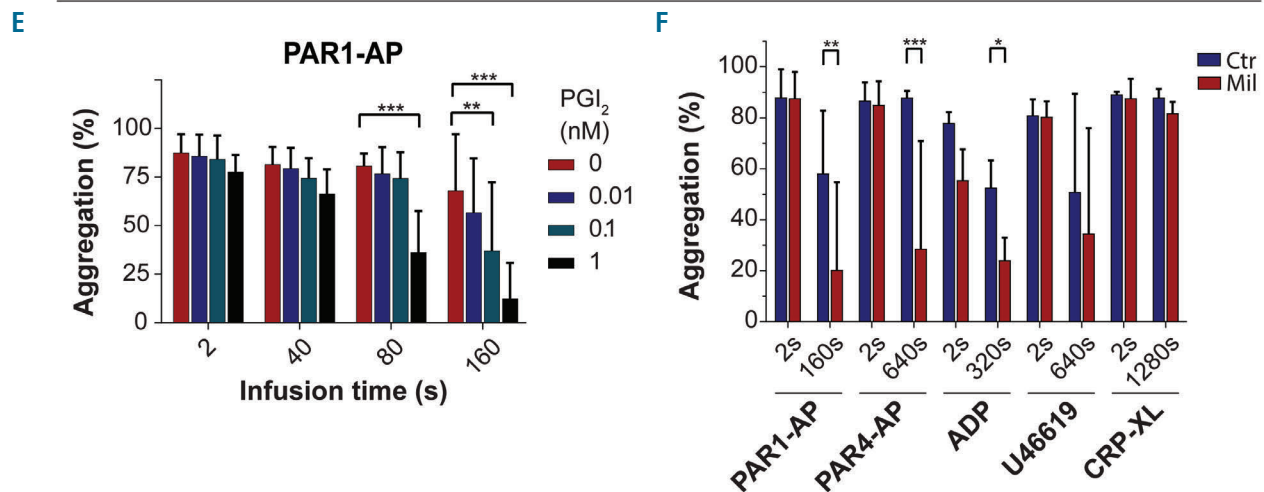 E
PAR1-AP
Aggregation (%)
100
75
50
25
0
***
***
**
PGI2
(nM)
0
0.01
0.1
1
2
40
80
160
Infusion time (s)
F
Aggregation (%)
100
80
60
40
20
0
**
***
*
Ctr
Mil
2s
160s
2s
640s
2s
320s
2s
640s
2s
1280s
PAR1-AP
PAR4-AP
ADP
U46619
CRP-XL